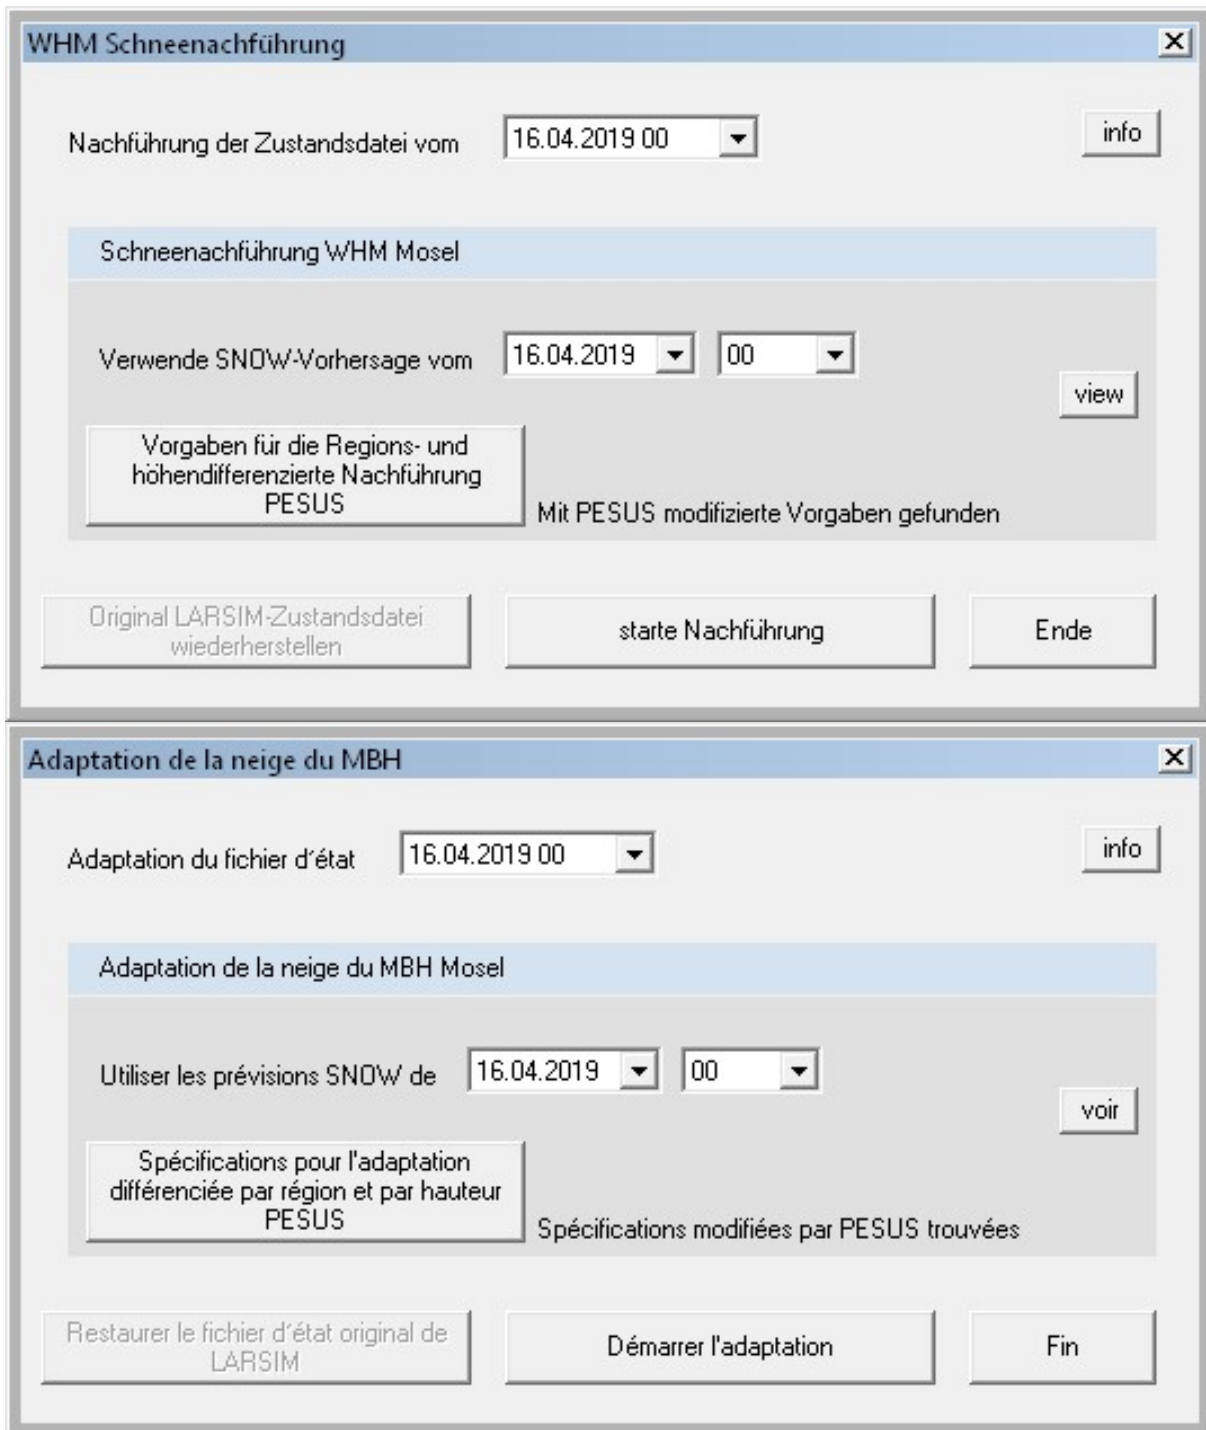 WHM Schneenachführung
Nachführung der Zustandsdatei vom 16.04.2019 00 info
Schneenachführung WHM Mosel
Verwende SNOW-Vorhersage vom 16.04.2019 00
view
Vorgaben für die Regions- und
höhendifferenzierte Nachführung
PESUS
Mit PESUS modifizierte Vorgaben gefunden
Original LARSIM-Zustandsdatei
wiederherstellen
starte Nachführung
Ende
Adaptation de la neige du MBH
Adaptation du fichier d´état 16.04.2019 00 info
Adaptation de la neige du MBH Mosel
Utiliser les prévisions SNOW de 16.04.2019 00
voir
Spécifications pour l'adaptation
différenciée par région et par hauteur
PESUS
Spécifications modifiées par PESUS trouvées
Restaurer le fichier d´état original de
LARSIM
Démarrer l'adaptation
Fin